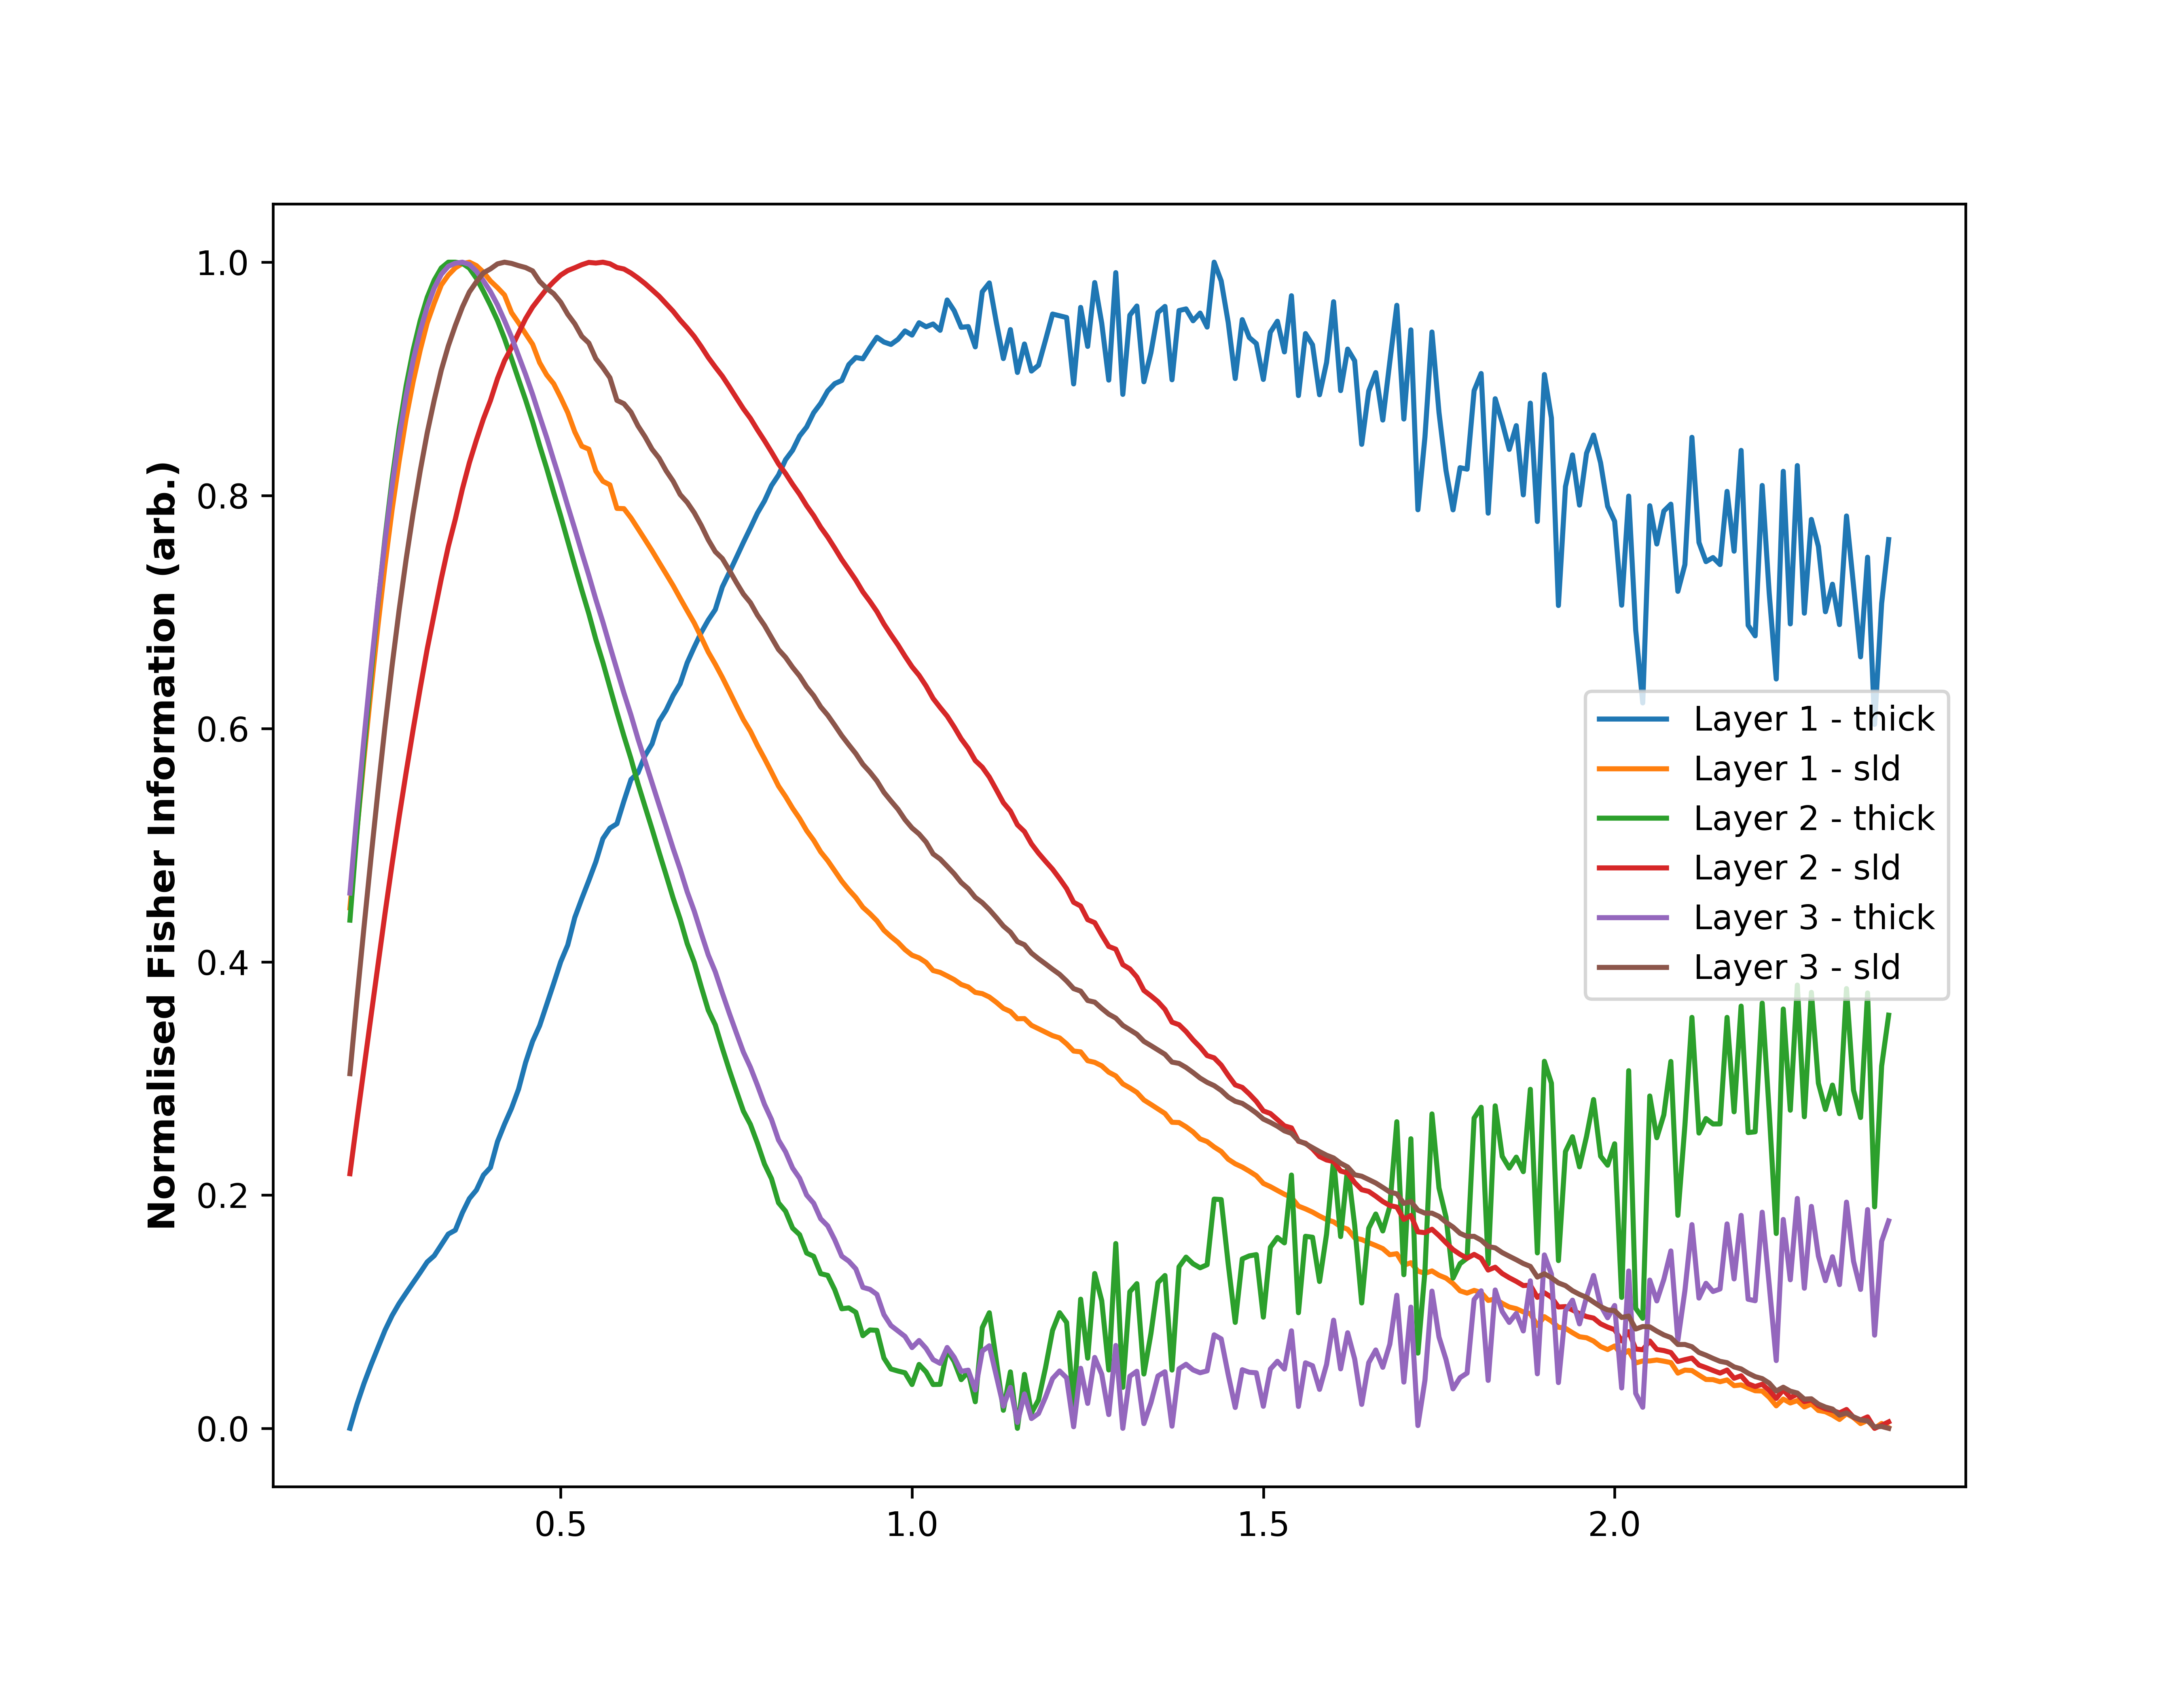 Normalised Fisher Information (arb.)
1.0
0.8
0.6
0.4
0.2
0.0
0.5
1.0
1.5
2.0
Layer 1 - thick
Layer 1 - sld
Layer 2 - thick
Layer 2 - sld
Layer 3 - thick
Layer 3 - sld